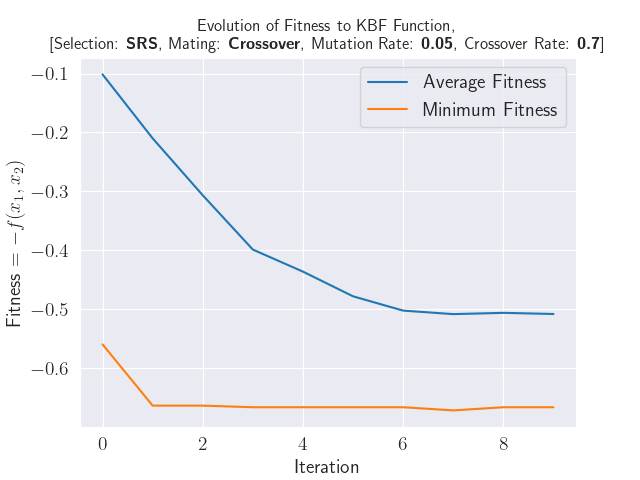 Evolution of Fitness to KBF Function,
[Selection: SRS, Mating: Crossover, Mutation Rate: 0.05, Crossover Rate: 0.7]
Average Fitness
Minimum Fitness
−0.1
−0.2
−0.3
−0.4
−0.5
−0.6
Fitness = −f(x₁, x₂)
0 2 4 6 8
Iteration